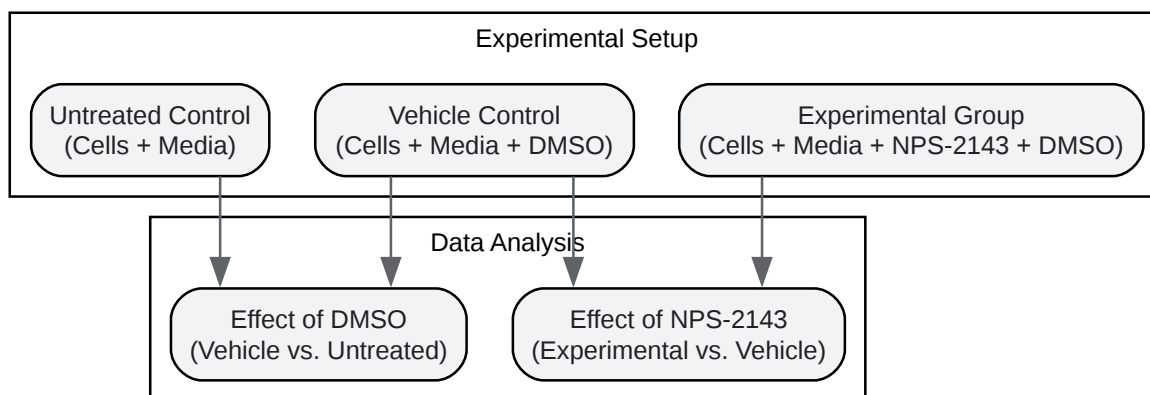 Experimental Setup
Untreated Control
(Cells + Media)
Vehicle Control
(Cells + Media + DMSO)
Experimental Group
(Cells + Media + NPS-2143 + DMSO)
Data Analysis
Effect of DMSO
(Vehicle vs. Untreated)
Effect of NPS-2143
(Experimental vs. Vehicle)